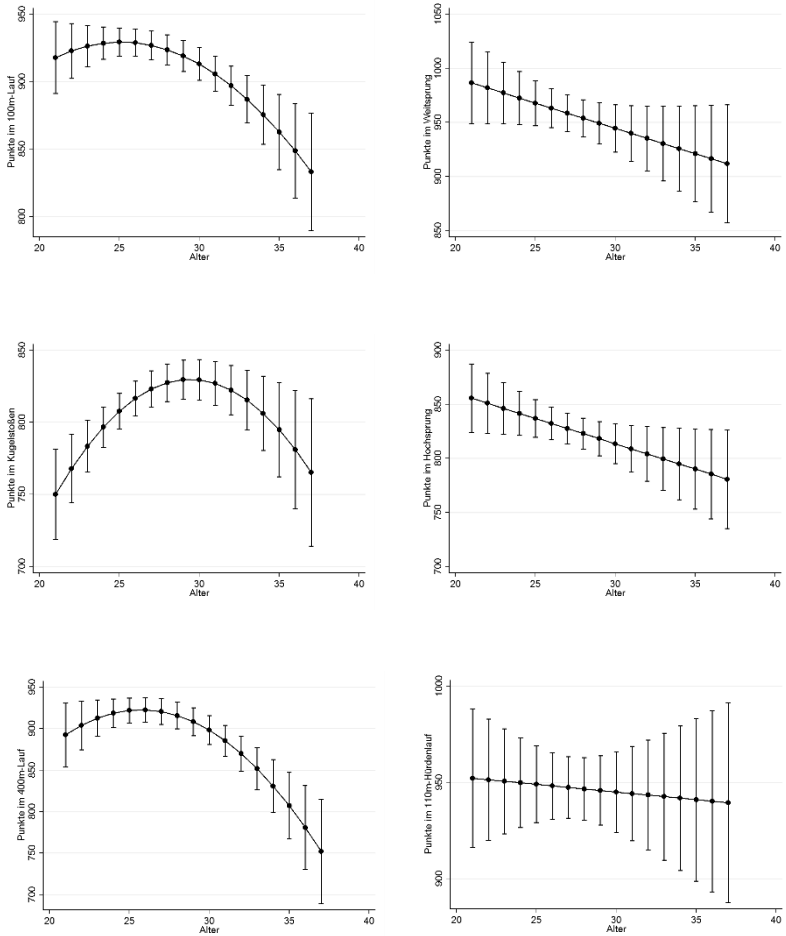 Punkte im 100m-Lauf
950
900
850
800
20 25 30 35 40
Alter
Punkte im Weitsprung
1050
1000
950
900
850
20 25 30 35 40
Alter
Punkte im Kugelstoßen
850
800
750
700
20 25 30 35 40
Alter
Punkte im Hochsprung
900
850
800
750
700
20 25 30 35 40
Alter
Punkte im 400m-Lauf
950
900
850
800
750
700
20 25 30 35 40
Alter
Punkte im 110m-Hürdenlauf
1000
950
900
20 25 30 35 40
Alter